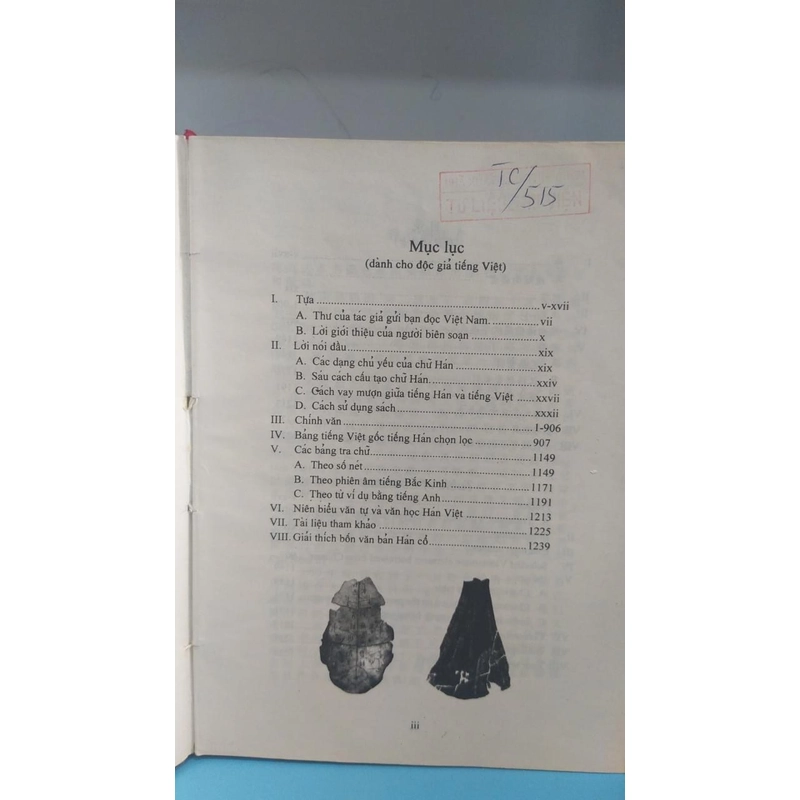 TC/515
TƯ LIỆU
Mục lục
(dành cho độc giả tiếng Việt)
I. Tựa ........ v-xvii
A. Thư của tác giả gửi bạn đọc Việt Nam. ........ vii
B. Lời giới thiệu của người biên soạn ........ x
II. Lời nói đầu ........ xix
A. Các dạng chủ yếu của chữ Hán ........ xix
B. Sáu cách cấu tạo chữ Hán. ........ xxiv
C. Cách vay mượn giữa tiếng Hán và tiếng Việt ........ xxvii
D. Cách sử dụng sách ........ xxxii
III. Chính văn ........ 1-906
IV. Bảng tiếng Việt gốc tiếng Hán chọn lọc ........ 907
V. Các bảng tra chữ ........ 1149
A. Theo số nét ........ 1149
B. Theo phiên âm tiếng Bắc Kinh ........ 1171
C. Theo từ ví dụ bằng tiếng Anh ........ 1191
VI. Niên biểu văn tự và văn học Hán Việt ........ 1213
VII. Tài liệu tham khảo ........ 1225
VIII. Giải thích bốn văn bản Hán cổ ........ 1239
iii